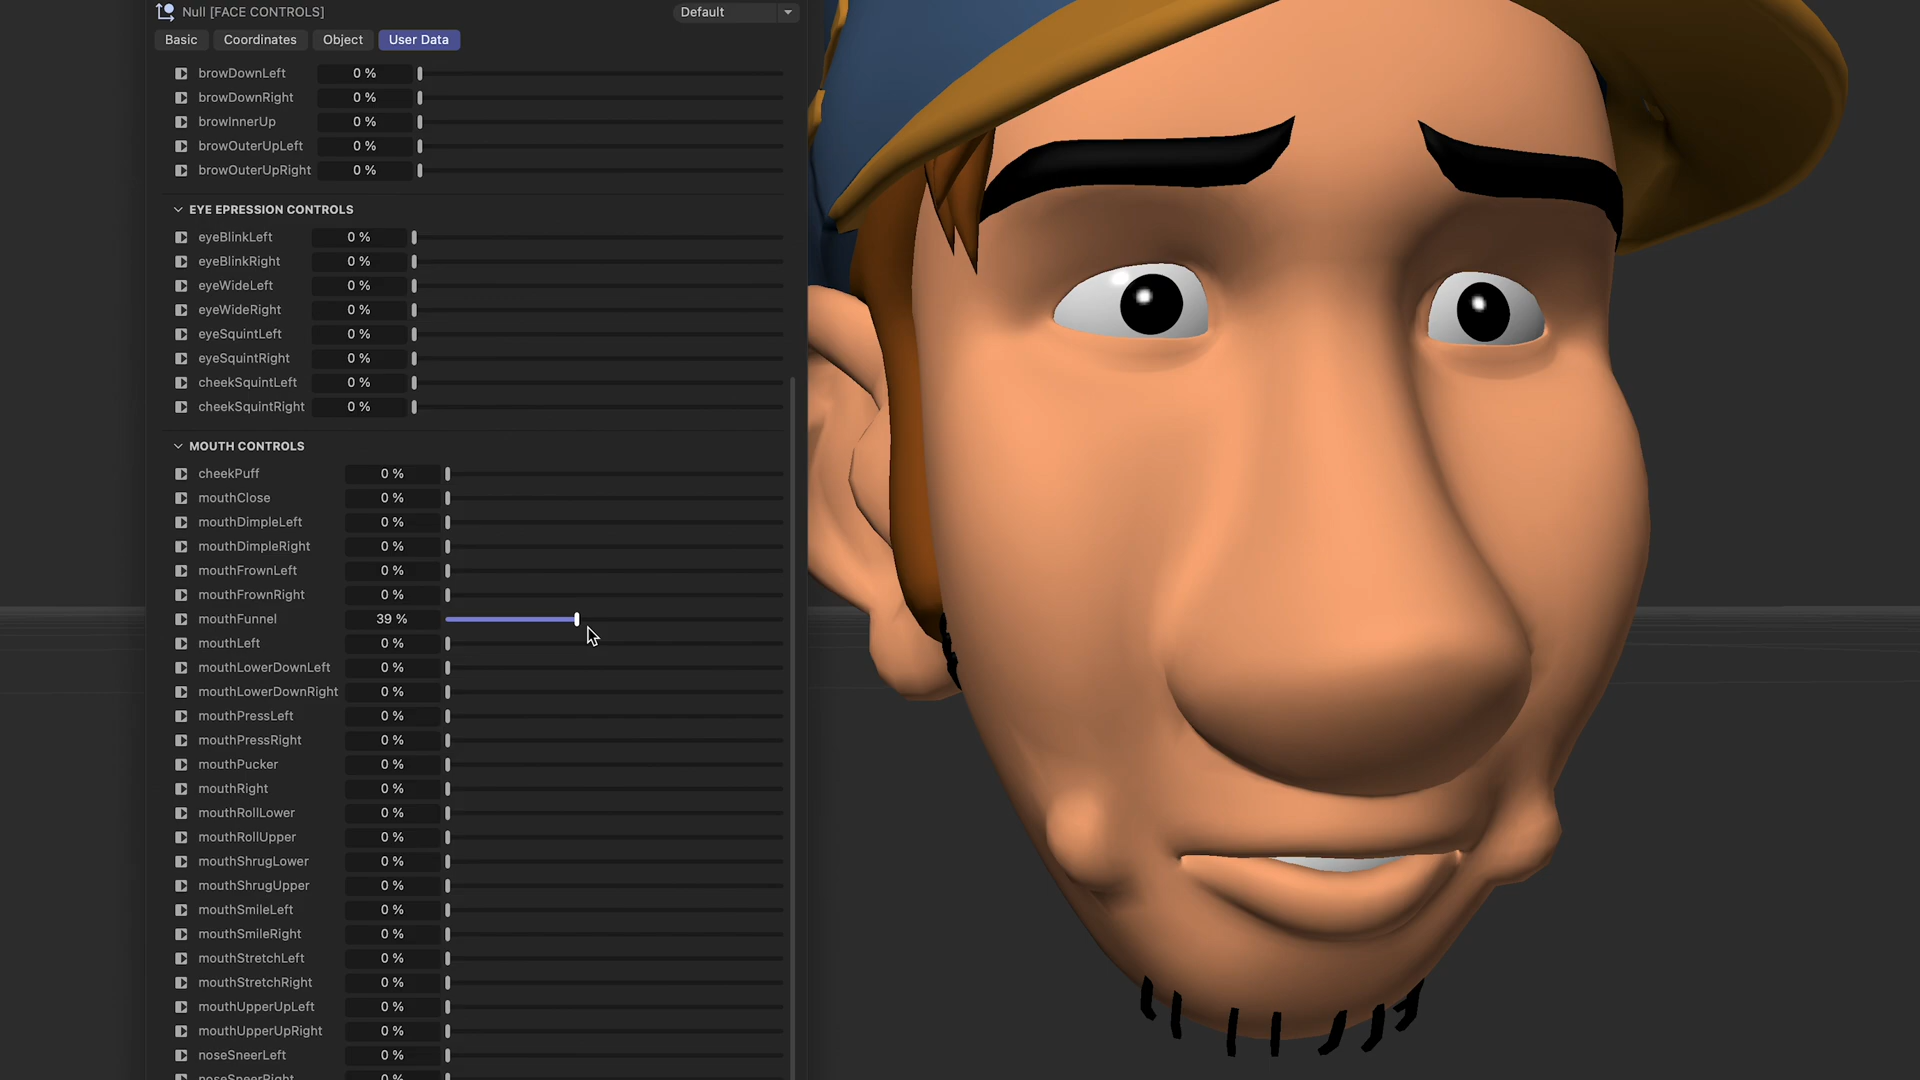 Null [FACE CONTROLS] Default
Basic Coordinates Object User Data
browDownLeft 0 %
browDownRight 0 %
browInnerUp 0 %
browOuterUpLeft 0 %
browOuterUpRight 0 %
EYE EPRESSION CONTROLS
eyeBlinkLeft 0 %
eyeBlinkRight 0 %
eyeWideLeft 0 %
eyeWideRight 0 %
eyeSquintLeft 0 %
eyeSquintRight 0 %
cheekSquintLeft 0 %
cheekSquintRight 0 %
MOUTH CONTROLS
cheekPuff 0 %
mouthClose 0 %
mouthDimpleLeft 0 %
mouthDimpleRight 0 %
mouthFrownLeft 0 %
mouthFrownRight 0 %
mouthFunnel 39 %
mouthLeft 0 %
mouthLowerDownLeft 0 %
mouthLowerDownRight 0 %
mouthPressLeft 0 %
mouthPressRight 0 %
mouthPucker 0 %
mouthRight 0 %
mouthRollLower 0 %
mouthRollUpper 0 %
mouthShrugLower 0 %
mouthShrugUpper 0 %
mouthSmileLeft 0 %
mouthSmileRight 0 %
mouthStretchLeft 0 %
mouthStretchRight 0 %
mouthUpperUpLeft 0 %
mouthUpperUpRight 0 %
noseSneerLeft 0 %
noseSneerRight 0 %